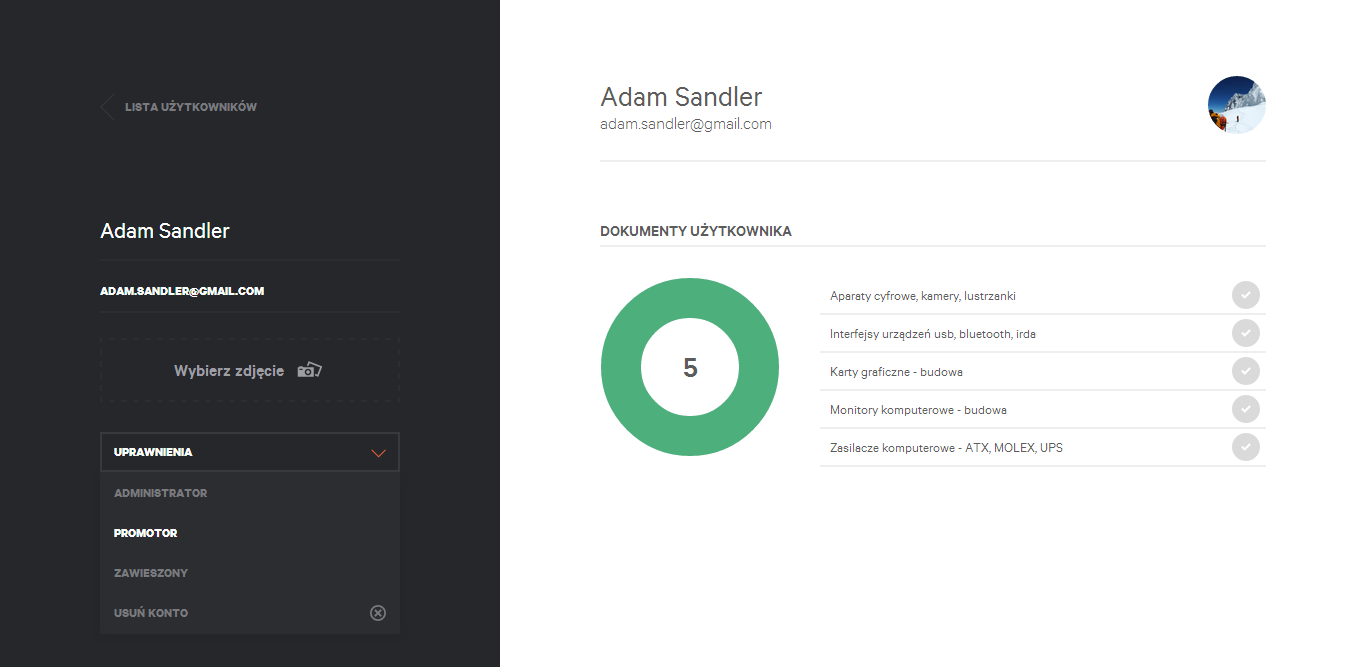 LISTA UŻYTKOWNIKÓW
Adam Sandler
ADAM.SANDLER@GMAIL.COM
Wybierz zdjęcie
UPRAWNIENIA
ADMINISTRATOR
PROMOTOR
ZAWIESZONY
USUŃ KONTO
Adam Sandler
adam.sandler@gmail.com
DOKUMENTY UŻYTKOWNIKA
5
Aparaty cyfrowe, kamery, lustrzanki
Interfejsy urządzeń usb, bluetooth, irda
Karty graficzne - budowa
Monitory komputerowe - budowa
Zasilacze komputerowe - ATX, MOLEX, UPS